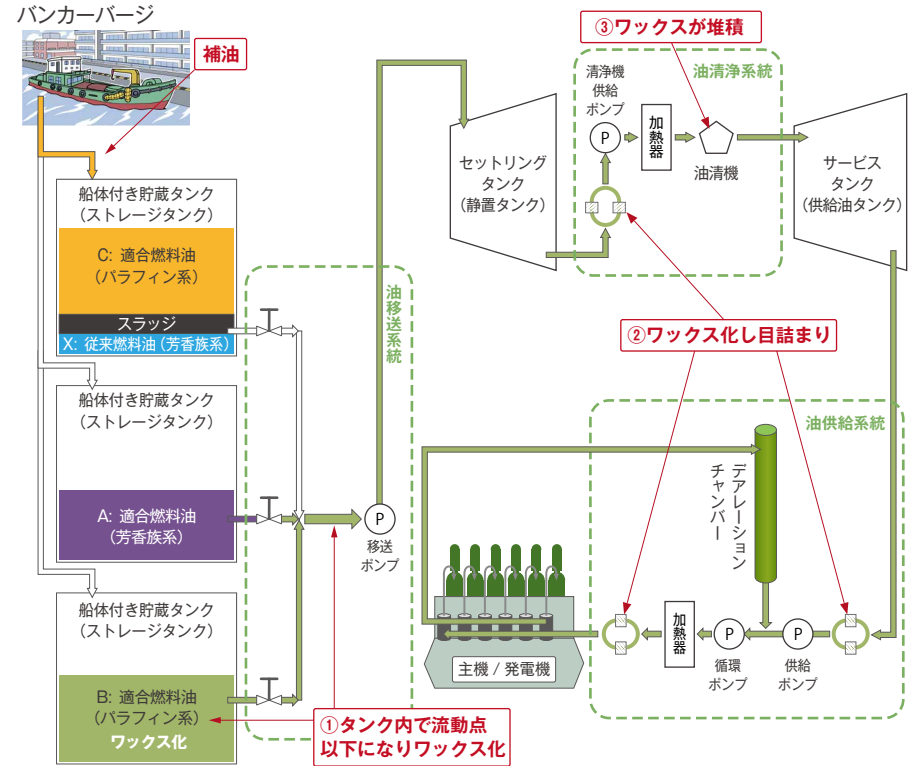 バンカーバージ
補油
船体付き貯蔵タンク
（ストレージタンク）
C: 適合燃料油
（パラフィン系）
スラッジ
X: 従来燃料油（芳香族系）
船体付き貯蔵タンク
（ストレージタンク）
A: 適合燃料油
（芳香族系）
船体付き貯蔵タンク
（ストレージタンク）
B: 適合燃料油
（パラフィン系）
ワックス化
油移送系統
P
移送
ポンプ
①タンク内で流動点
以下になりワックス化
セットリング
タンク
（静置タンク）
③ワックスが堆積
油清浄系統
清浄機
供給
ポンプ
P
加熱器
油清機
サービス
タンク
（供給油タンク）
②ワックス化し目詰まり
油供給系統
デアレーション
チャンバー
主機 / 発電機
加熱器
P
循環
ポンプ
P
供給
ポンプ